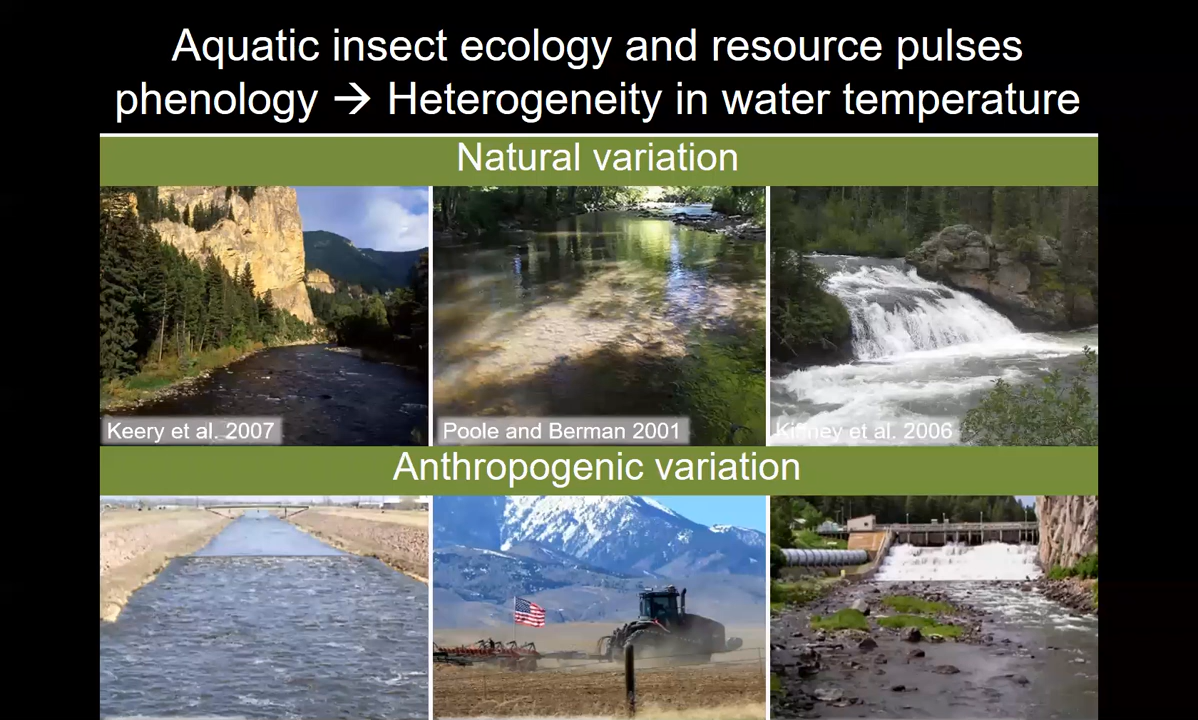 Aquatic insect ecology and resource pulses
phenology → Heterogeneity in water temperature
Natural variation
Keery et al. 2007
Poole and Berman 2001
Kiffney et al. 2006
Anthropogenic variation